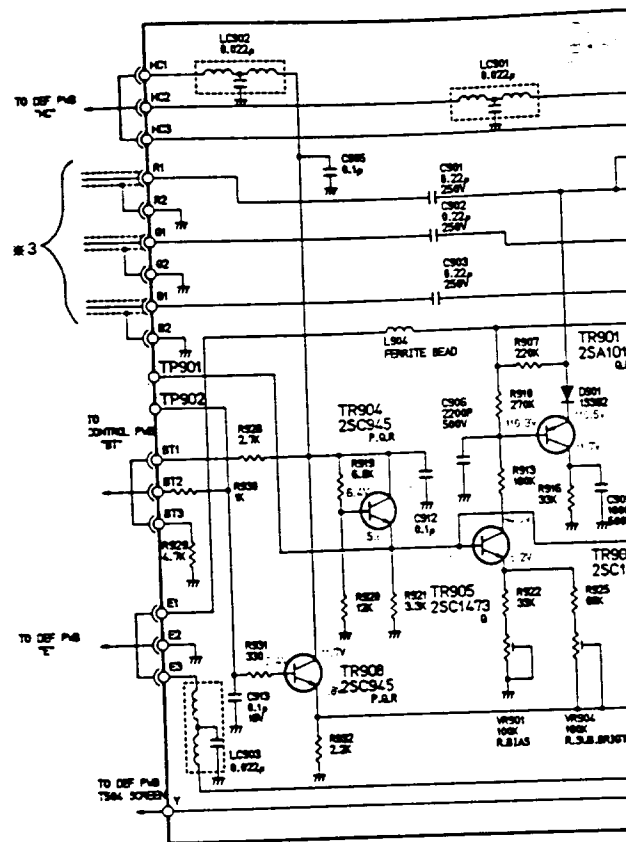 LC902
0.022μ
LC901
0.022μ
HC1
TO DEF PWB
"HC"
HC2
HC3
C905
0.1μ
R1
C901
0.22μ
250V
R2
C902
0.22μ
250V
※3
G1
G2
C903
0.22μ
250V
B1
B2
L904
FERRITE BEAD
R907
220K
TR901
2SA101
TP901
TP902
R910
270K
D901
1S382
TR904
2SC945
P.Q.R
C906
2200P
500V
TO
CONTROL PWB
"BT"
BT1
R928
2.7K
R919
6.8K
R913
180K
R916
33K
BT2
R930
1K
BT3
R929
4.7K
C912
0.1μ
TR905
2SC1473
Q
R920
12K
R921
3.3K
R922
33K
R925
68K
E1
TO DEF PWB
"E"
E2
E3
R931
330
TR908
2SC945
P.Q.R
C913
0.1μ
R932
2.2K
VR901
100K
R.BIAS
VR904
100K
R.SUB.BRIGT
LC903
0.022μ
TO DEF PWB
T504 SCREEN
Y